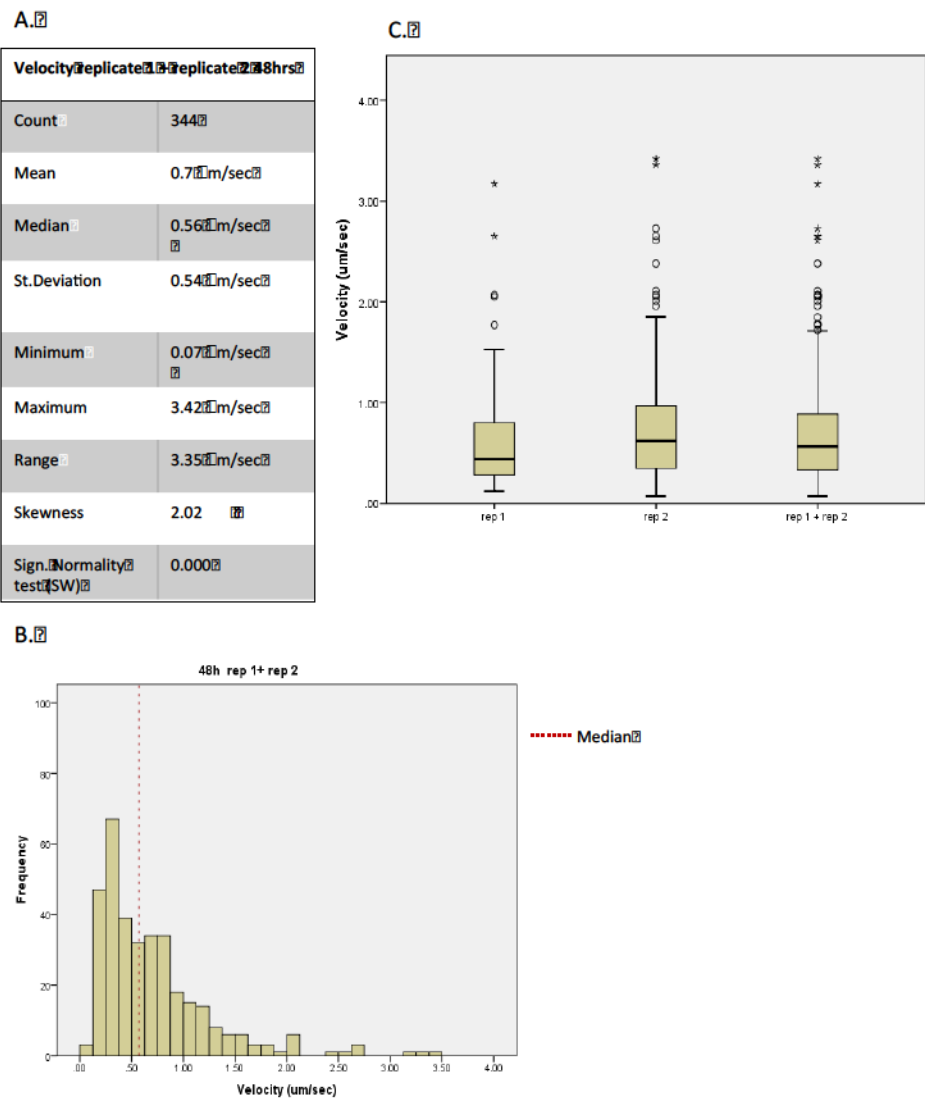 A.
Velocity replicate 1 + replicate 2 48hrs
Count 344
Mean 0.7 m/sec
Median 0.56 m/sec
St.Deviation 0.54 m/sec
Minimum 0.07 m/sec
Maximum 3.42 m/sec
Range 3.35 m/sec
Skewness 2.02
Sign. Normality 0.000
test (SW)
C.
Velocity (um/sec)
4.00
3.00
2.00
1.00
.00
rep 1 rep 2 rep 1 + rep 2
B.
48h rep 1+ rep 2
Frequency
100
80
60
40
20
0
.00 .50 1.00 1.50 2.00 2.50 3.00 3.50 4.00
Velocity (um/sec)
Median